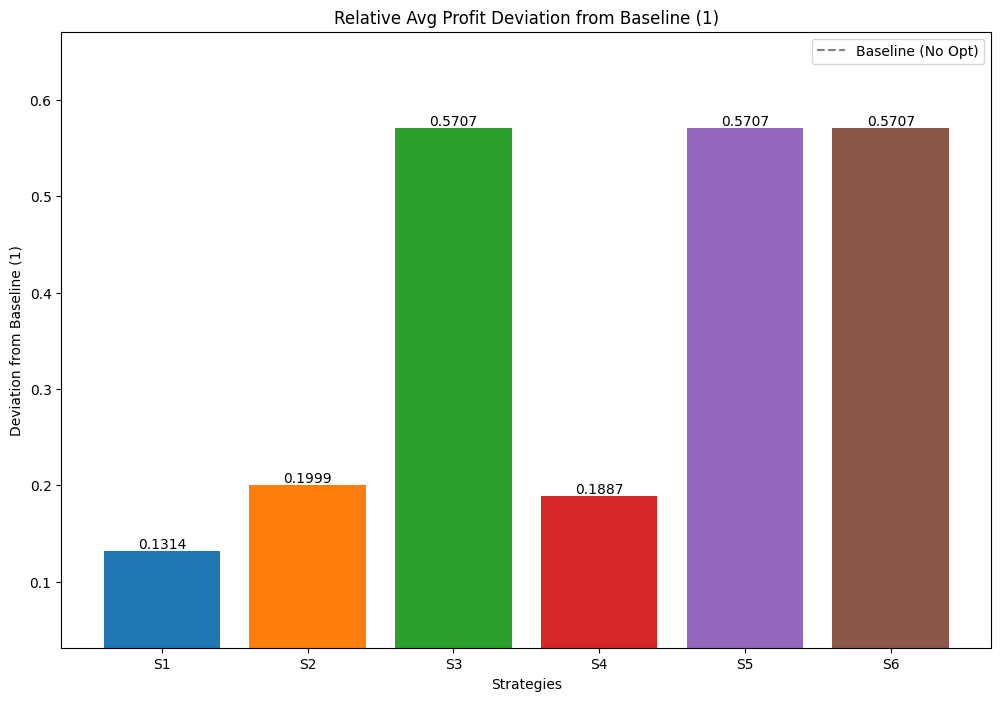 Relative Avg Profit Deviation from Baseline (1)
Baseline (No Opt)
Deviation from Baseline (1)
0.6
0.5
0.4
0.3
0.2
0.1
0.1314
0.1999
0.5707
0.1887
0.5707
0.5707
S1 S2 S3 S4 S5 S6
Strategies